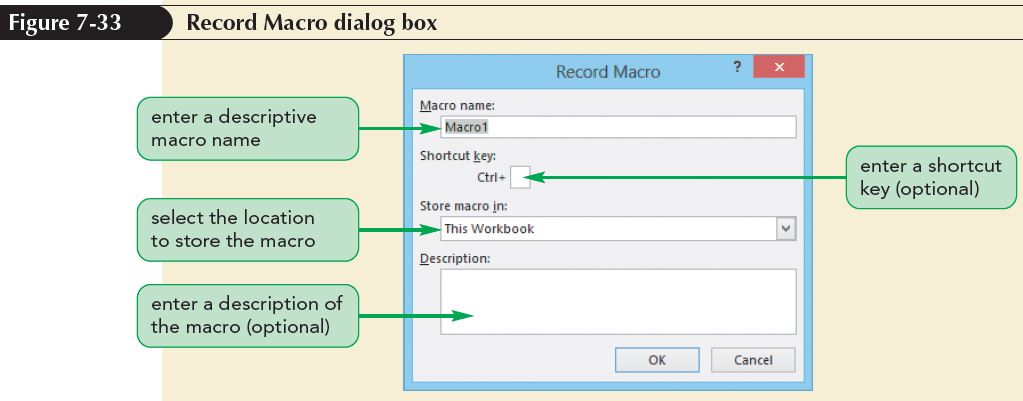 Figure 7-33 Record Macro dialog box
Record Macro ? ×
enter a descriptive
macro name
Macro name:
Macro1
Shortcut key:
Ctrl+
enter a shortcut
key (optional)
select the location
to store the macro
Store macro in:
This Workbook
Description:
enter a description of
the macro (optional)
OK Cancel